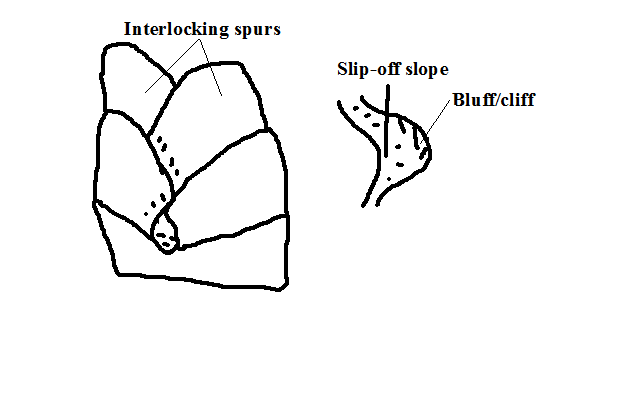 Interlocking spurs
Slip-off slope
Bluff/cliff